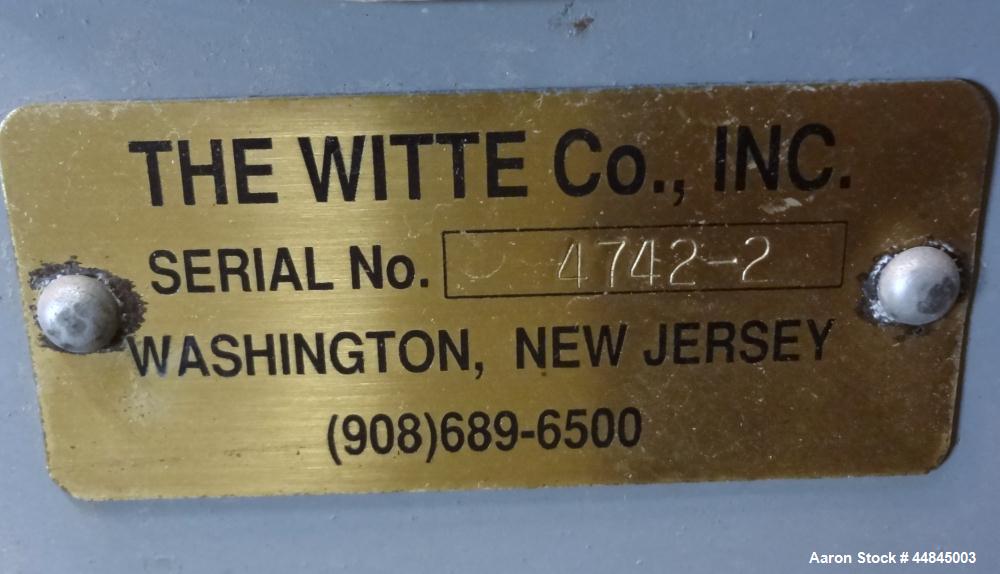 THE WITTE Co., INC.
SERIAL No. 4742-2
WASHINGTON, NEW JERSEY
(908)689-6500
Aaron Stock # 44845003